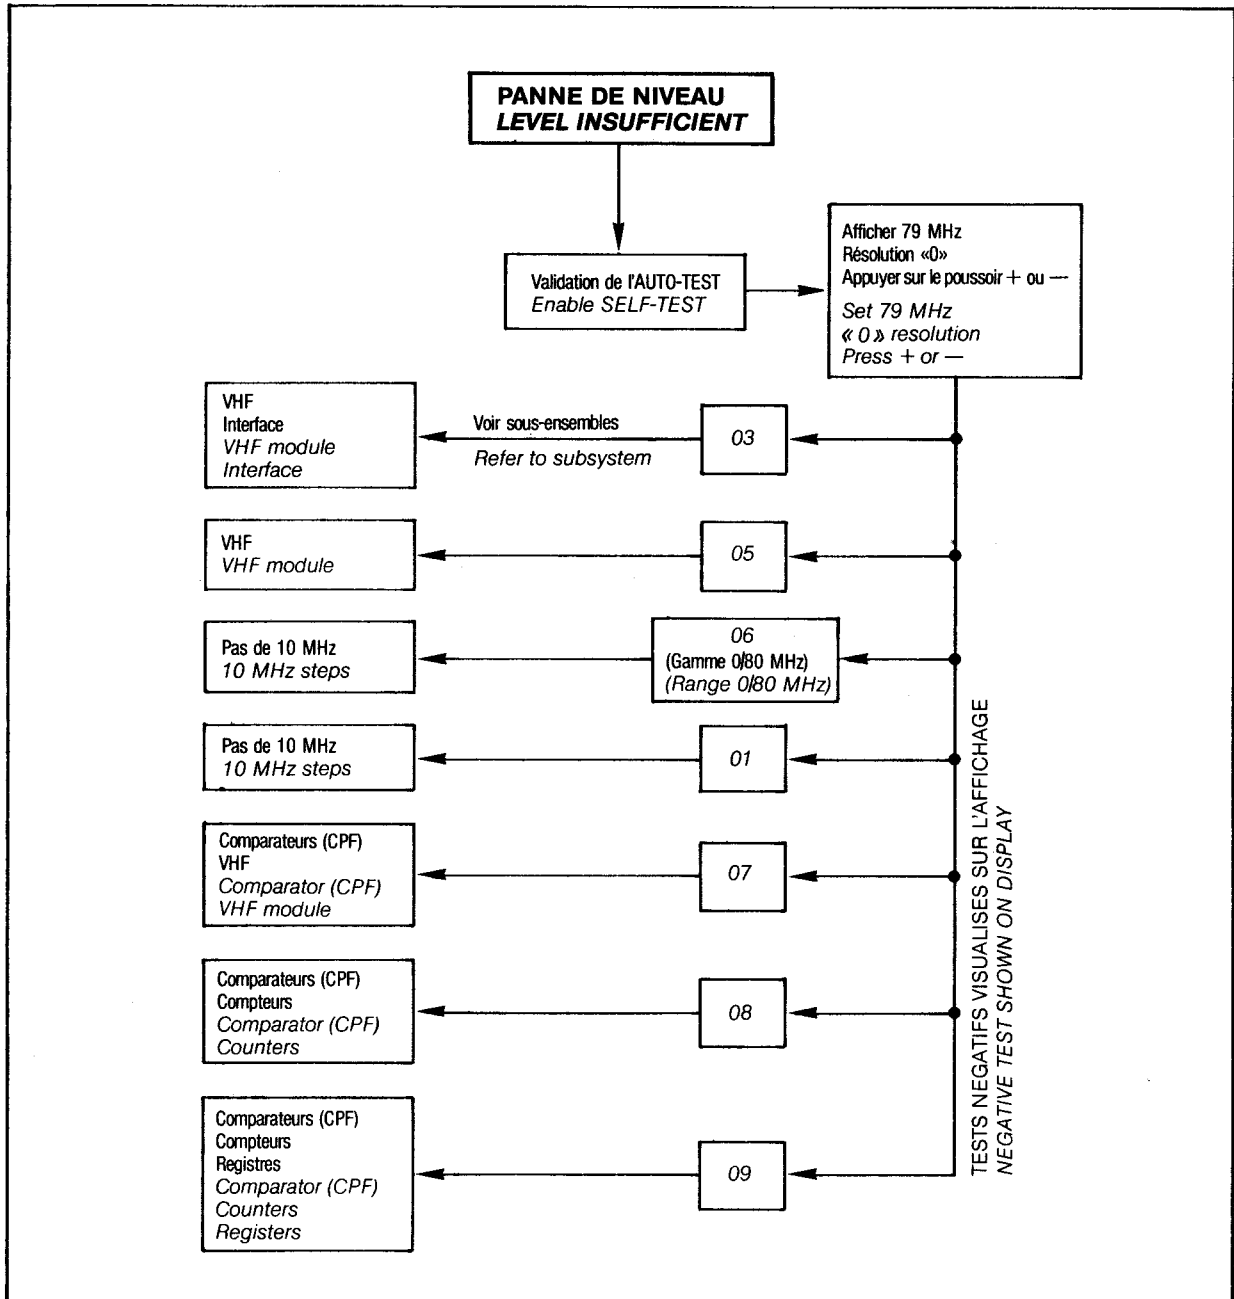 PANNE DE NIVEAU
LEVEL INSUFFICIENT
Validation de l'AUTO-TEST
Enable SELF-TEST
Afficher 79 MHz
Résolution «0»
Appuyer sur le poussoir + ou —
Set 79 MHz
« 0 » resolution
Press + or —
VHF
Interface
VHF module
Interface
Voir sous-ensembles
Refer to subsystem
03
VHF
VHF module
05
Pas de 10 MHz
10 MHz steps
06
(Gamme 0/80 MHz)
(Range 0/80 MHz)
Pas de 10 MHz
10 MHz steps
01
Comparateurs (CPF)
VHF
Comparator (CPF)
VHF module
07
Comparateurs (CPF)
Compteurs
Comparator (CPF)
Counters
08
Comparateurs (CPF)
Compteurs
Registres
Comparator (CPF)
Counters
Registers
09
TESTS NEGATIFS VISUALISES SUR L'AFFICHAGE
NEGATIVE TEST SHOWN ON DISPLAY